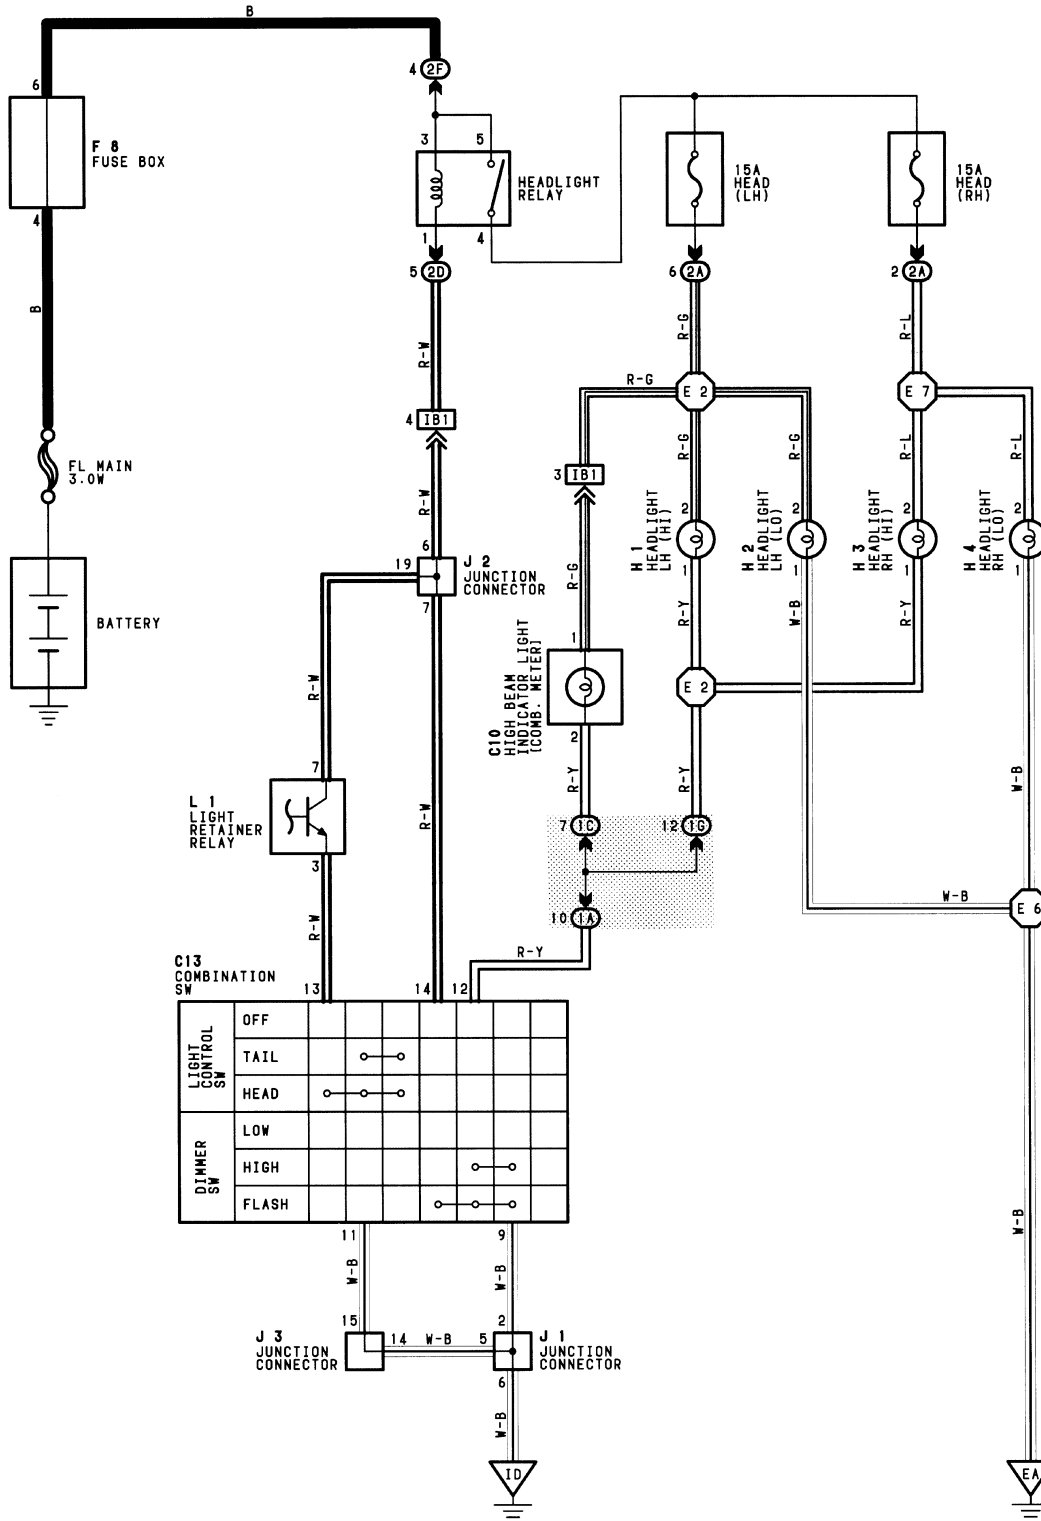 B
4 2F
6
F 8
FUSE BOX
4
B
FL MAIN
3.0W
BATTERY
3
5
HEADLIGHT
RELAY
1
4
5 2D
R-W
4 IB1
R-W
6
19
J 2
JUNCTION
CONNECTOR
7
R-W
7
L 1
LIGHT
RETAINER
RELAY
3
R-W
R-W
15A
HEAD
(LH)
15A
HEAD
(RH)
6 2A
2 2A
R-G
R-L
R-G
E 2
E 7
R-G
R-G
R-L
R-L
3 IB1
2
2
2
2
H 1
HEADLIGHT
LH (HI)
H 2
HEADLIGHT
LH (LO)
H 3
HEADLIGHT
RH (HI)
H 4
HEADLIGHT
RH (LO)
1
1
1
1
R-G
R-Y
W-B
R-Y
1
C10
HIGH BEAM
INDICATOR LIGHT
[COMB. METER]
E 2
2
R-Y
R-Y
W-B
7 1C
12 1G
10 1A
W-B
E 6
R-Y
C13
COMBINATION
SW
13
14
12
LIGHT
CONTROL
SW
OFF
TAIL
HEAD
DIMMER
SW
LOW
HIGH
FLASH
11
9
W-B
W-B
W-B
15
2
J 3
JUNCTION
CONNECTOR
14
W-B
5
J 1
JUNCTION
CONNECTOR
6
W-B
ID
EA